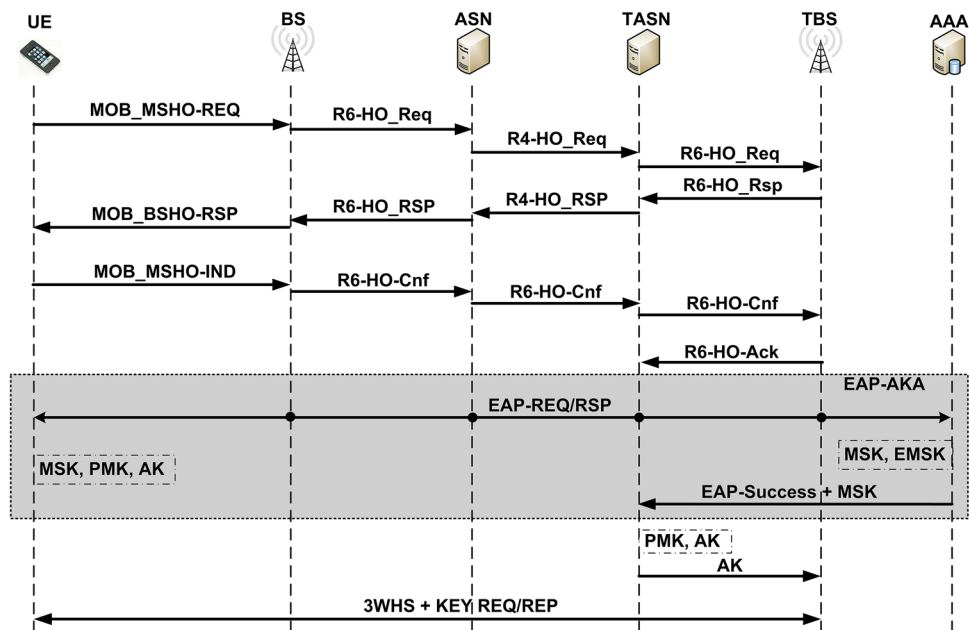 UE
BS
ASN
TASN
TBS
AAA
MOB_MSHO-REQ
R6-HO_Req
R4-HO_Req
R6-HO_Req
R6-HO_Rsp
R4-HO_RSP
R6-HO_RSP
MOB_BSHO-RSP
MOB_MSHO-IND
R6-HO-Cnf
R6-HO-Cnf
R6-HO-Cnf
R6-HO-Ack
EAP-AKA
EAP-REQ/RSP
MSK, PMK, AK
MSK, EMSK
EAP-Success + MSK
PMK, AK
AK
3WHS + KEY REQ/REP